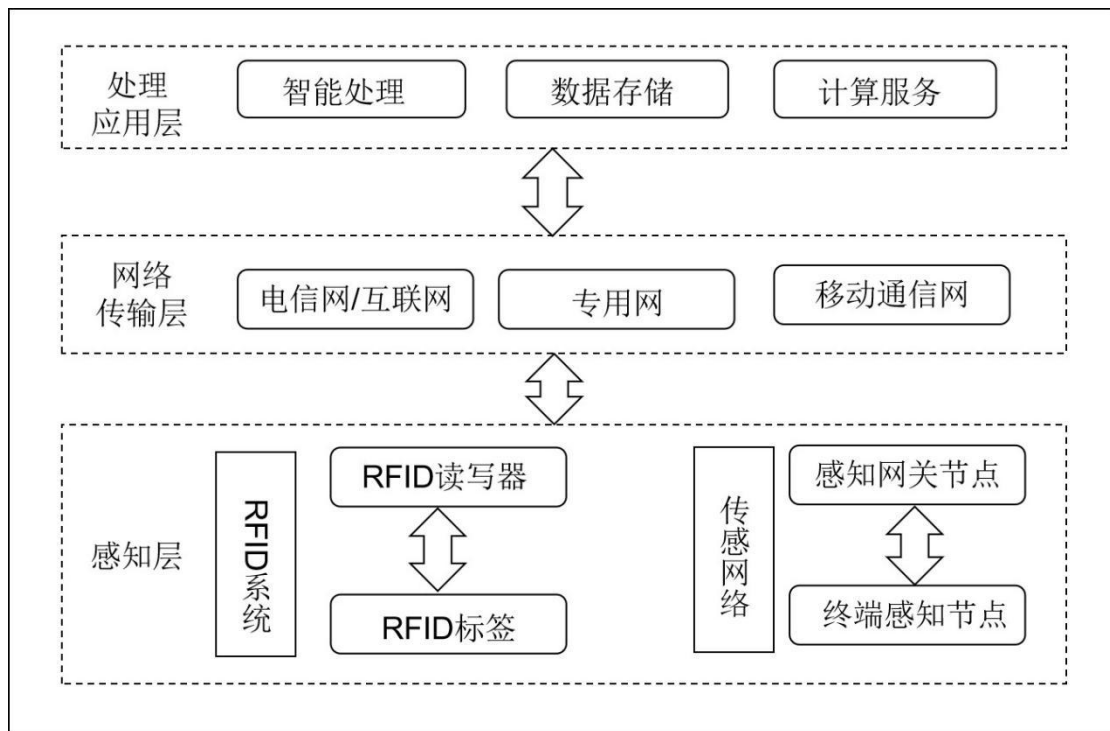 处理
应用层
智能处理
数据存储
计算服务
网络
传输层
电信网/互联网
专用网
移动通信网
感知层
RFID系统
RFID读写器
RFID标签
传感网络
感知网关节点
终端感知节点